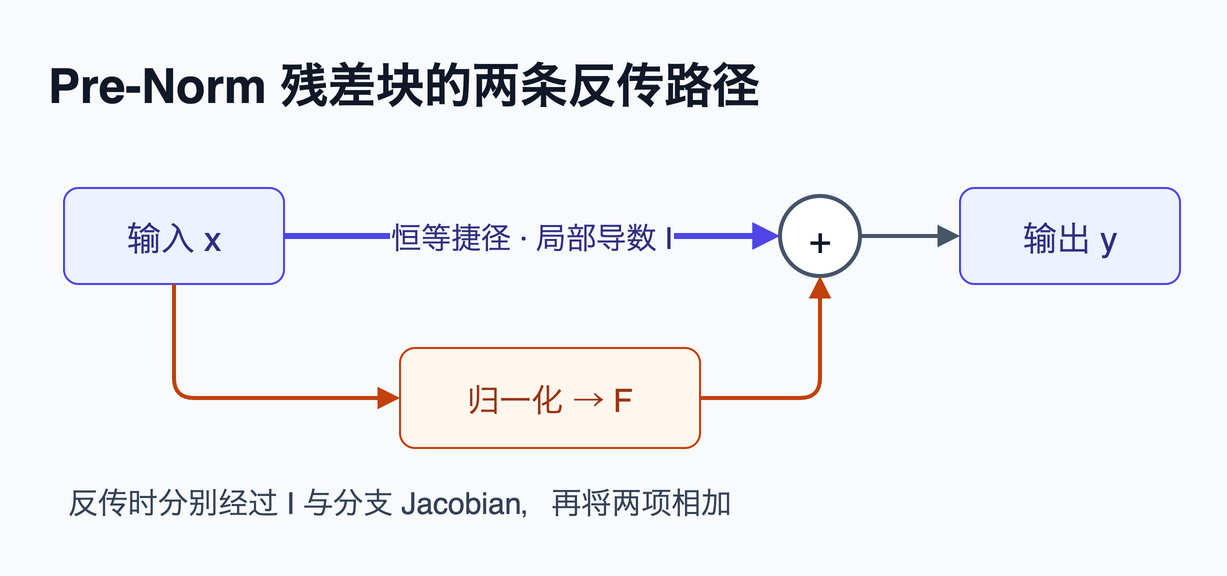 Pre-Norm 残差块的两条反传路径
输入 x
恒等捷径 · 局部导数 I
+
输出 y
归一化 → F
反传时分别经过 I 与分支 Jacobian，再将两项相加